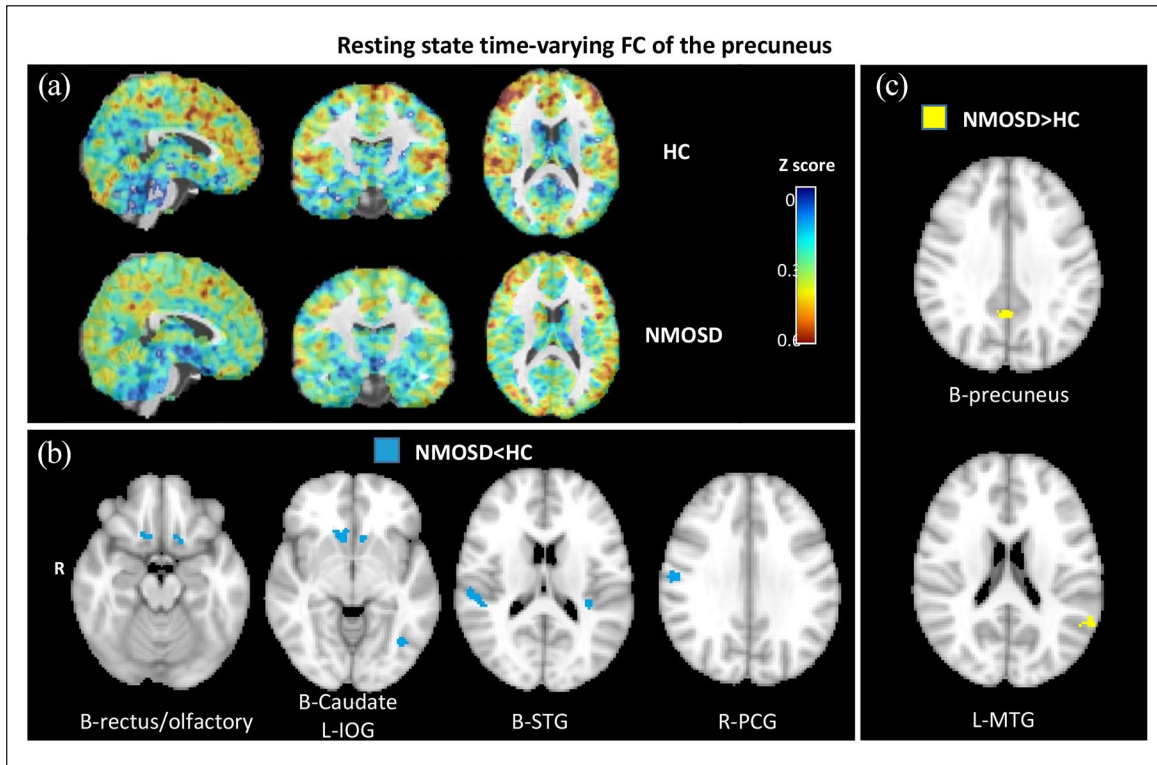 Resting state time-varying FC of the precuneus
(a)
HC
Z score
0
0.3
0.6
NMOSD
(b)
NMOSD<HC
R
B-rectus/olfactory
B-Caudate
L-IOG
B-STG
R-PCG
(c)
NMOSD>HC
B-precuneus
L-MTG